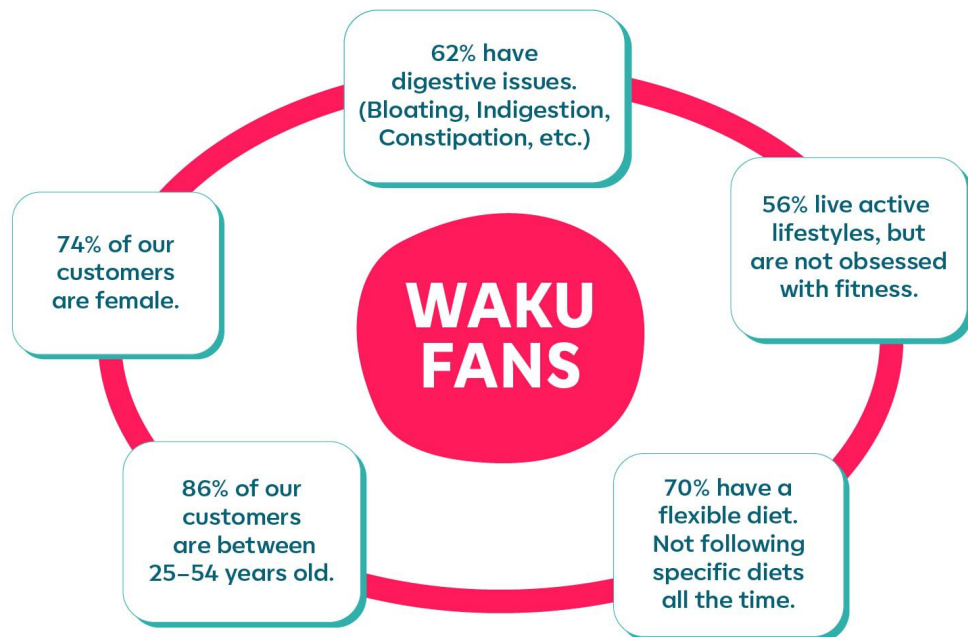 62% have
digestive issues.
(Bloating, Indigestion,
Constipation, etc.)
56% live active
lifestyles, but
are not obsessed
with fitness.
74% of our
customers
are female.
WAKU
FANS
86% of our
customers
are between
25–54 years old.
70% have a
flexible diet.
Not following
specific diets
all the time.